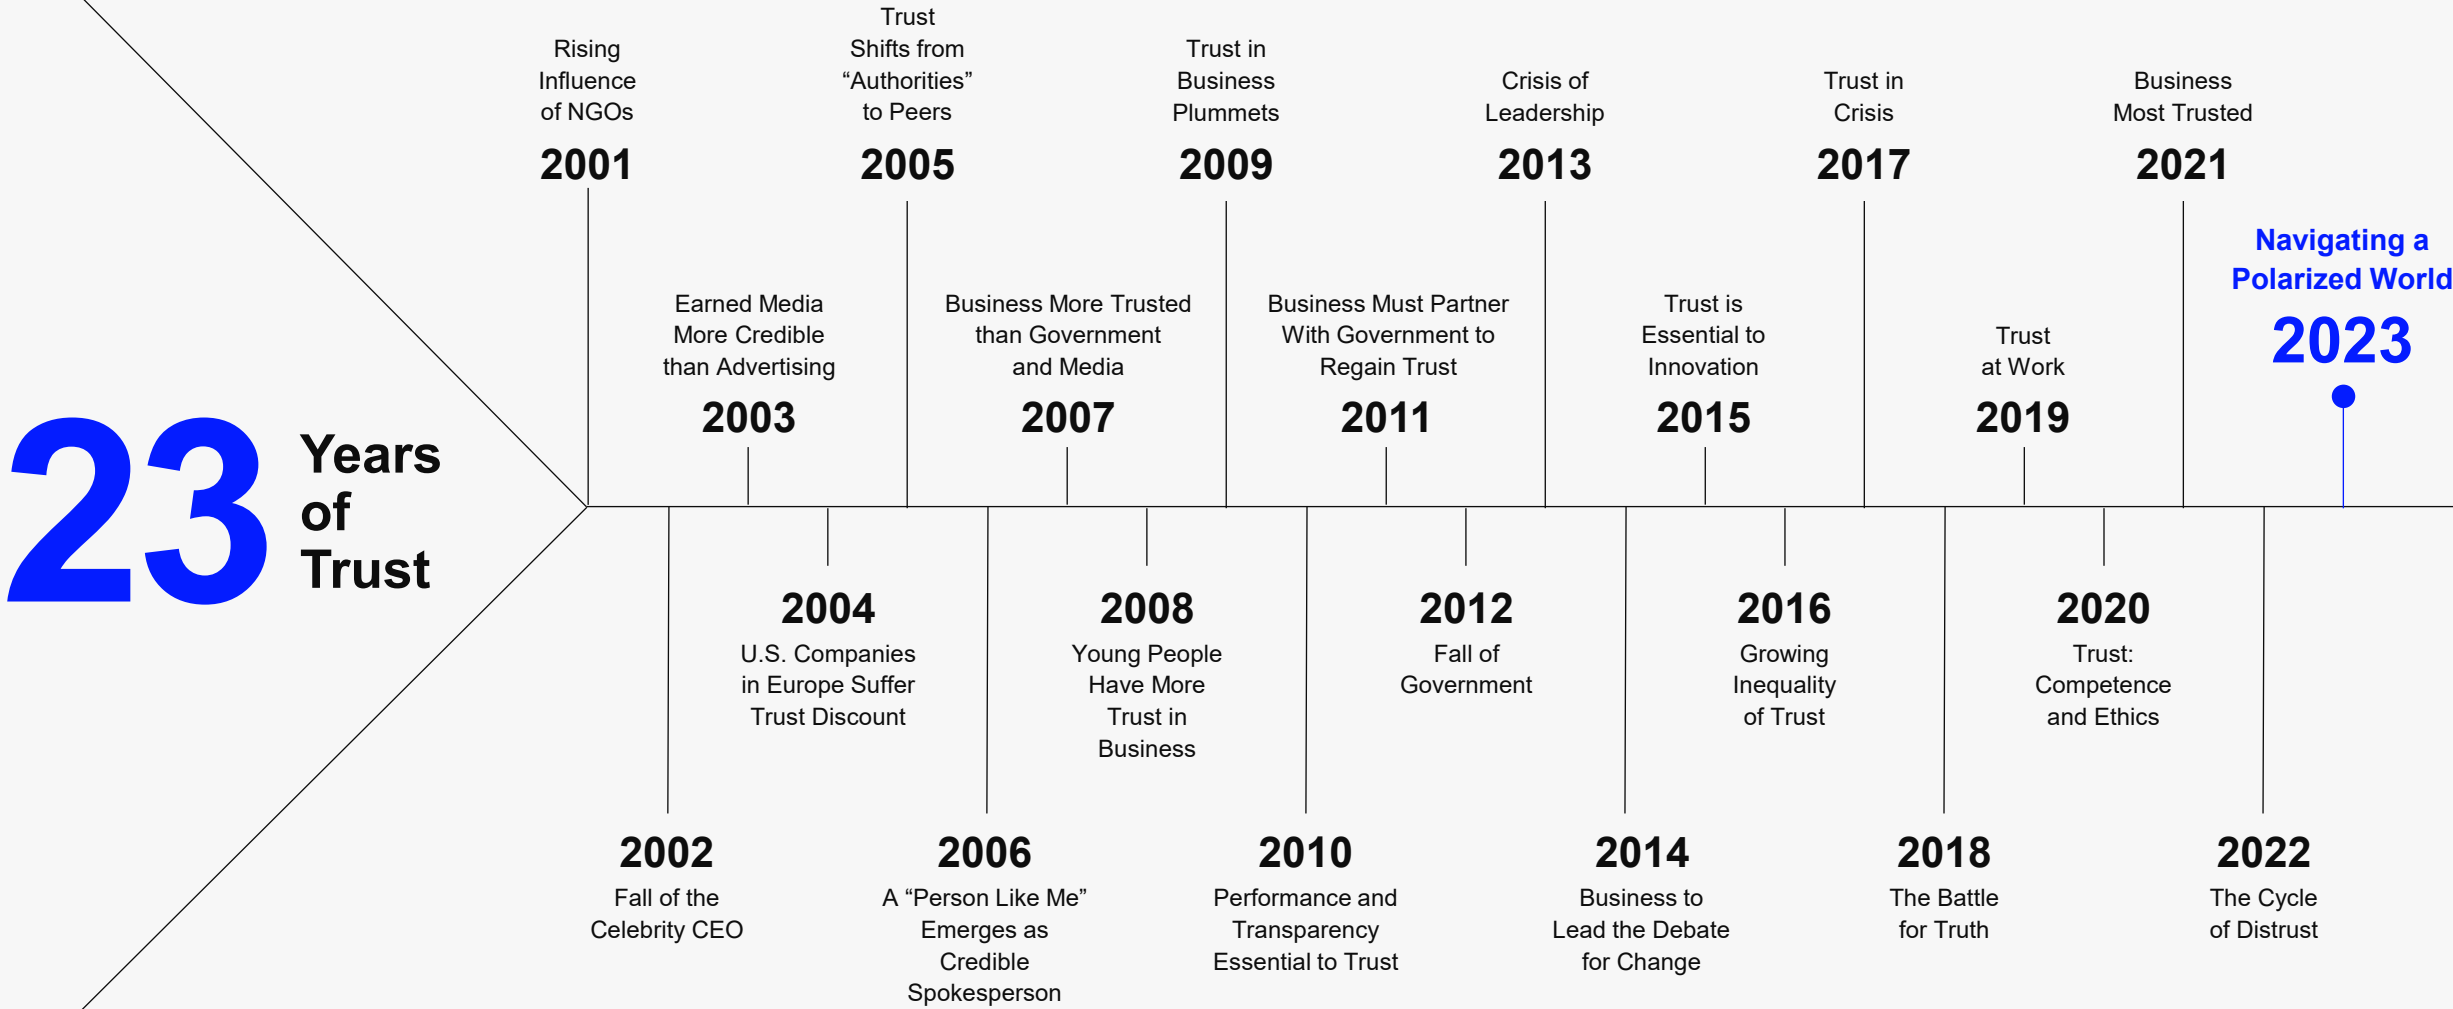 23
Years
of
Trust
Rising
Influence
of NGOs
2001
2002
Fall of the
Celebrity CEO
Earned Media
More Credible
than Advertising
2003
2004
U.S. Companies
in Europe Suffer
Trust Discount
Trust
Shifts from
“Authorities”
to Peers
2005
2006
A “Person Like Me”
Emerges as
Credible
Spokesperson
Business More Trusted
than Government
and Media
2007
2008
Young People
Have More
Trust in
Business
Trust in
Business
Plummets
2009
2010
Performance and
Transparency
Essential to Trust
Business Must Partner
With Government to
Regain Trust
2011
2012
Fall of
Government
Crisis of
Leadership
2013
2014
Business to
Lead the Debate
for Change
Trust is
Essential to
Innovation
2015
2016
Growing
Inequality
of Trust
Trust in
Crisis
2017
2018
The Battle
for Truth
Trust
at Work
2019
2020
Trust:
Competence
and Ethics
Business
Most Trusted
2021
2022
The Cycle
of Distrust
Navigating a
Polarized World
2023